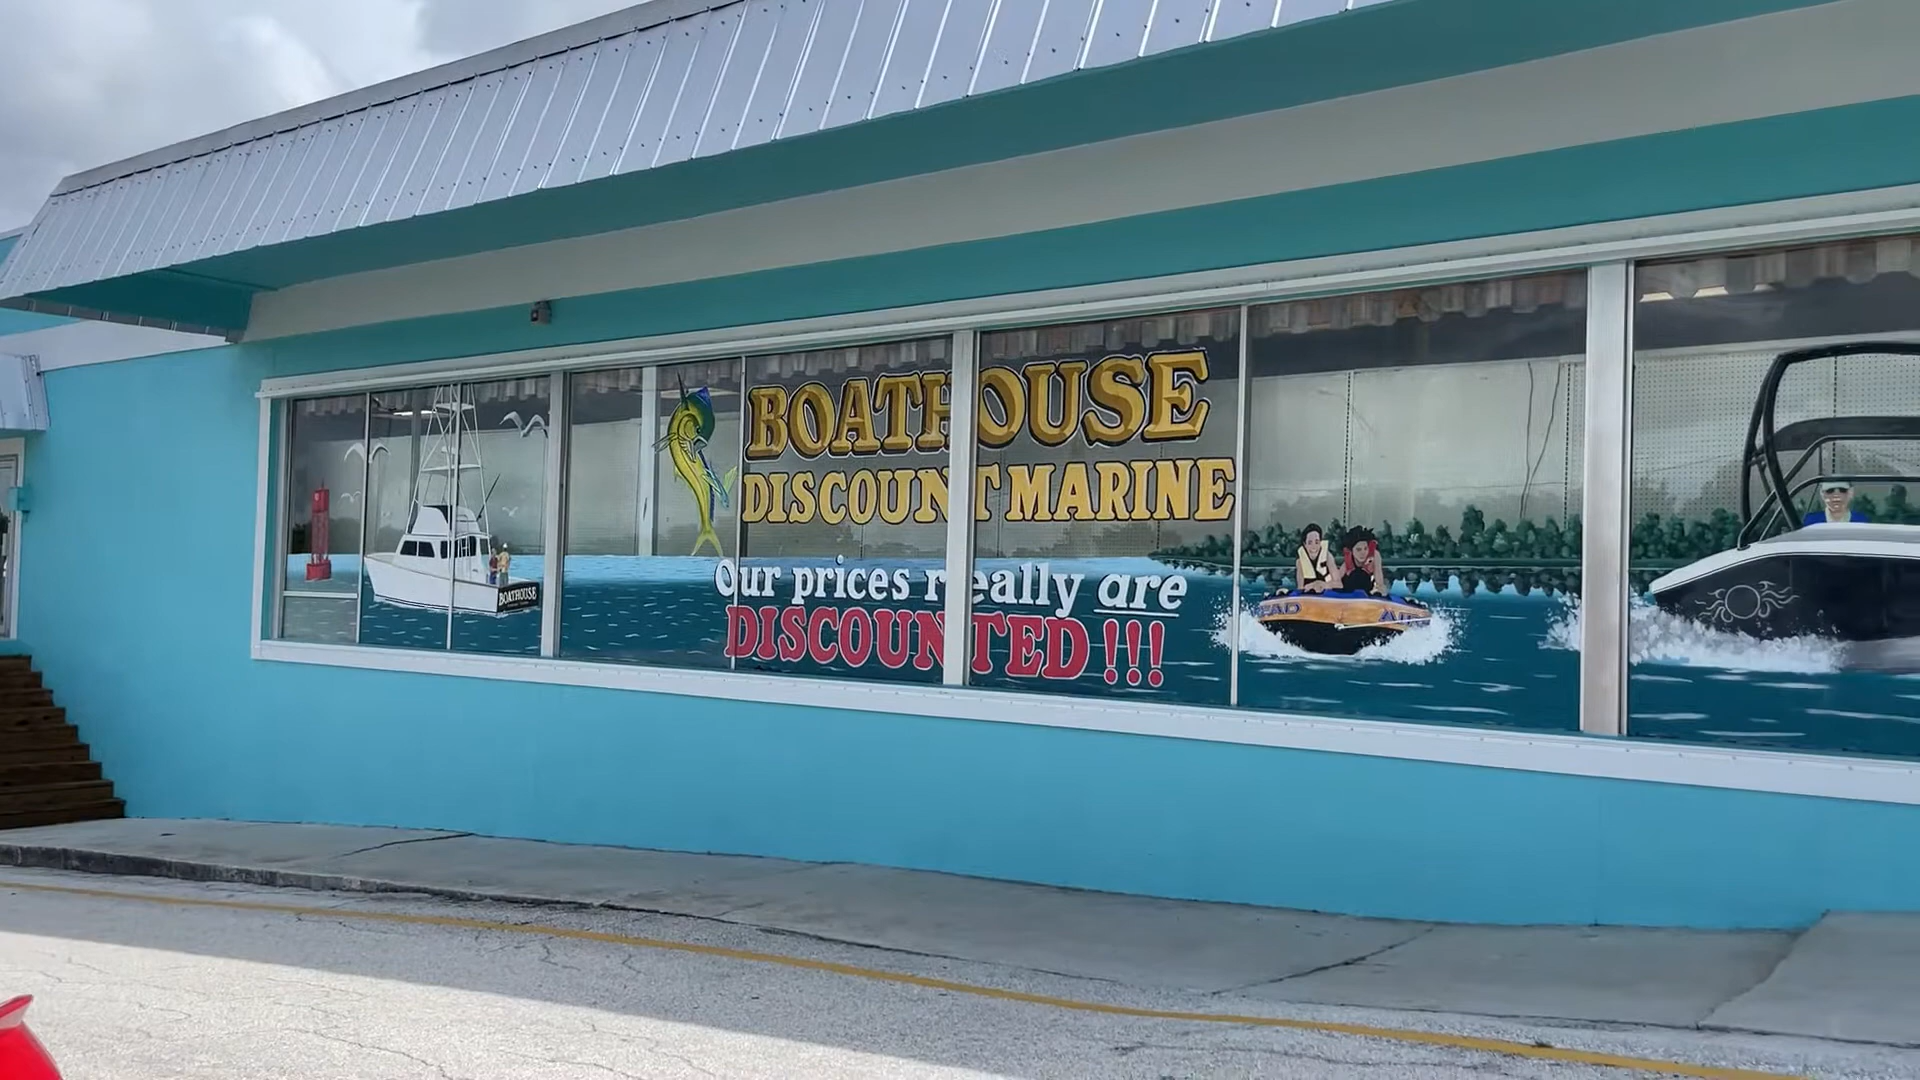 BOATHOUSE
DISCOUNT MARINE
Our prices really are
DISCOUNTED!!!
BOATHOUSE